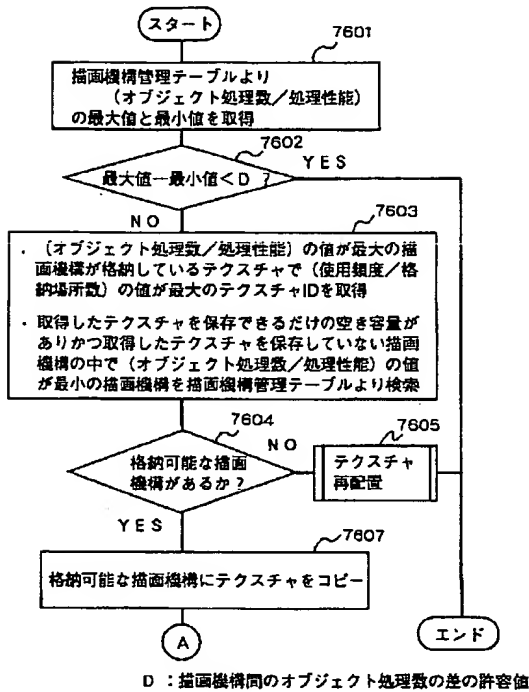 スタート
7601
描画機構管理テーブルより
(オブジェクト処理数/処理性能)
の最大値と最小値を取得
7602
最大値ー最小値<D ?
YES
NO
7603
・(オブジェクト処理数/処理性能)の値が最大の描
画機構が格納しているテクスチャで(使用頻度/格
納場所数)の値が最大のテクスチャIDを取得
・取得したテクスチャを保存できるだけの空き容量が
ありかつ取得したテクスチャを保存していない描画
機構の中で(オブジェクト処理数/処理性能)の値
が最小の描画機構を描画機構管理テーブルより検索
7604
格納可能な描画
機構があるか?
NO
7605
テクスチャ
再配置
YES
7607
格納可能な描画機構にテクスチャをコピー
A
エンド
D :描画機構間のオブジェクト処理数の差の許容値